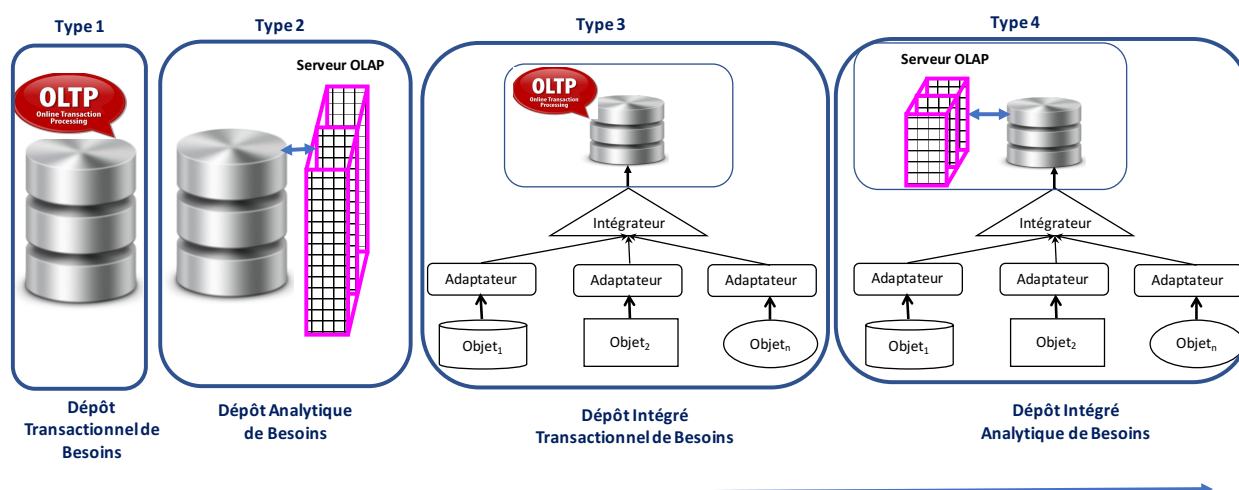 Type 1
Type 2
Type 3
Type 4
OLTP
Online Transaction
Processing
Serveur OLAP
OLTP
Online Transaction
Processing
Intégrateur
Adaptateur
Adaptateur
Adaptateur
Objet₁
Objet₂
Objetₙ
Serveur OLAP
Intégrateur
Adaptateur
Adaptateur
Adaptateur
Objet₁
Objet₂
Objetₙ
Dépôt
Transactionnel de
Besoins
Dépôt Analytique
de Besoins
Dépôt Intégré
Transactionnel de Besoins
Dépôt Intégré
Analytique de Besoins